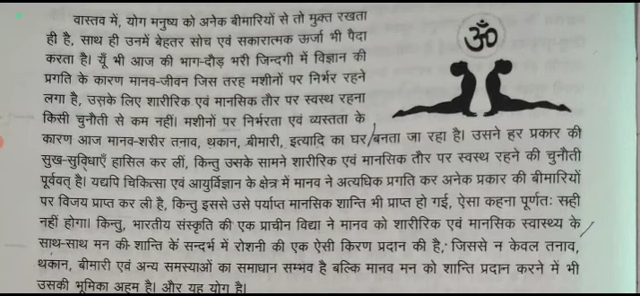 वास्तव में, योग मनुष्य को अनेक बीमारियों से तो मुक्त रखता
ही है, साथ ही उनमें बेहतर सोच एवं सकारात्मक ऊर्जा भी पैदा
करता है। यूँ भी आज की भाग-दौड़ भरी जिन्दगी में विज्ञान की
प्रगति के कारण मानव-जीवन जिस तरह मशीनों पर निर्भर रहने
लगा है, उसके लिए शारीरिक एवं मानसिक तौर पर स्वस्थ रहना
किसी चुनौती से कम नहीं। मशीनों पर निर्भरता एवं व्यस्तता के
ॐ
कारण आज मानव-शरीर तनाव, थकान, बीमारी, इत्यादि का घर बनता जा रहा है। उसने हर प्रकार की
सुख-सुविधाएँ हासिल कर लीं, किन्तु उसके सामने शारीरिक एवं मानसिक तौर पर स्वस्थ रहने की चुनौती
पूर्ववत् है। यद्यपि चिकित्सा एवं आयुर्विज्ञान के क्षेत्र में मानव ने अत्यधिक प्रगति कर अनेक प्रकार की बीमारियों
पर विजय प्राप्त कर ली है, किन्तु इससे उसे पर्याप्त मानसिक शान्ति भी प्राप्त हो गई, ऐसा कहना पूर्णतः सही
नहीं होगा। किन्तु, भारतीय संस्कृति की एक प्राचीन विद्या ने मानव को शारीरिक एवं मानसिक स्वास्थ्य के
साथ-साथ मन की शान्ति के सन्दर्भ में रोशनी की एक ऐसी किरण प्रदान की है, जिससे न केवल तनाव,
थकान, बीमारी एवं अन्य समस्याओं का समाधान सम्भव है बल्कि मानव मन को शान्ति प्रदान करने में भी
उसकी भूमिका अहम है। और यह योग है।